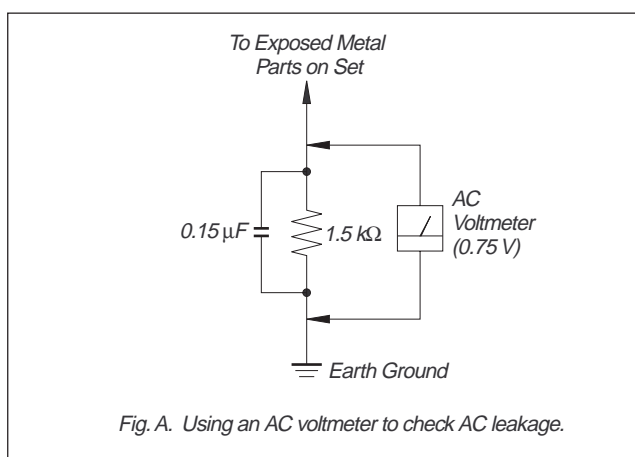 To Exposed Metal
Parts on Set
0.15 μF
1.5 kΩ
AC
Voltmeter
(0.75 V)
Earth Ground
Fig. A. Using an AC voltmeter to check AC leakage.